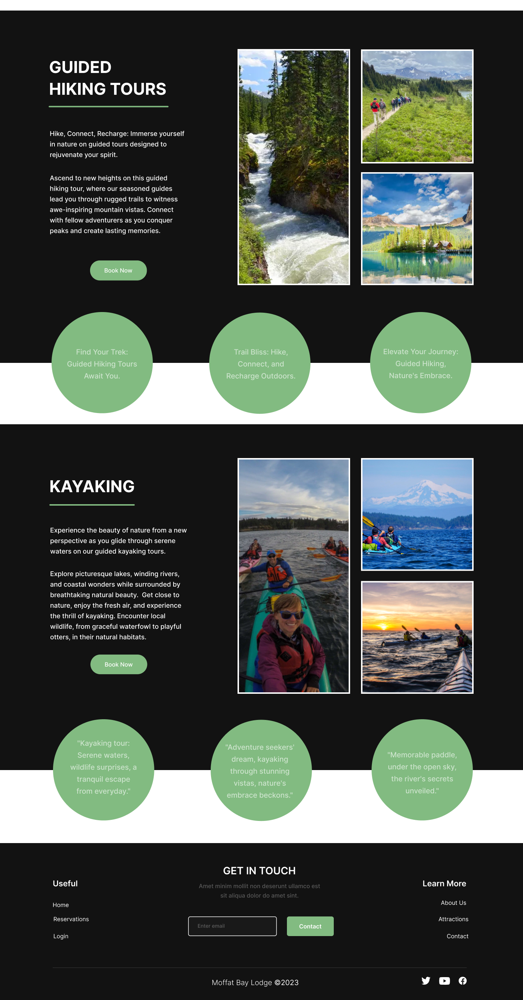 GUIDED
HIKING TOURS
Hike, Connect, Recharge: Immerse yourself
in nature on guided tours designed to
rejuvenate your spirit.
Ascend to new heights on this guided
hiking tour, where our seasoned guides
lead you through rugged trails to witness
awe-inspiring mountain vistas. Connect
with fellow adventurers as you conquer
peaks and create lasting memories.
Book Now
Find Your Trek:
Guided Hiking Tours
Await You.
Trail Bliss: Hike,
Connect, and
Recharge Outdoors.
Elevate Your Journey:
Guided Hiking,
Nature's Embrace.
KAYAKING
Experience the beauty of nature from a new
perspective as you glide through serene
waters on our guided kayaking tours.
Explore picturesque lakes, winding rivers,
and coastal wonders while surrounded by
breathtaking natural beauty.  Get close to
nature, enjoy the fresh air, and experience
the thrill of kayaking. Encounter local
wildlife, from graceful waterfowl to playful
otters, in their natural habitats.
Book Now
"Kayaking tour:
Serene waters,
wildlife surprises, a
tranquil escape
from everyday."
"Adventure seekers'
dream, kayaking
through stunning
vistas, nature's
embrace beckons."
"Memorable paddle,
under the open sky,
the river's secrets
unveiled."
Useful
Home
Reservations
Login
GET IN TOUCH
Amet minim mollit non deserunt ullamco est
sit aliqua dolor do amet sint.
Enter email
Contact
Learn More
About Us
Attractions
Contact
Moffat Bay Lodge ©2023